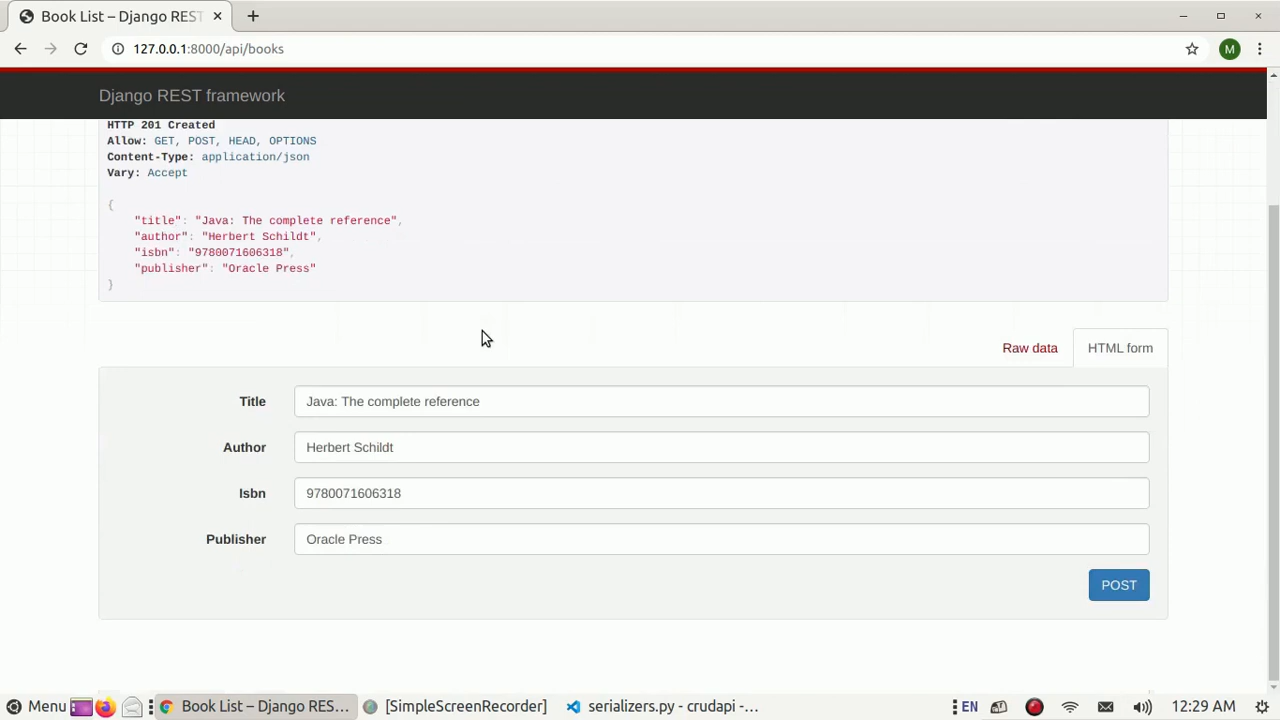 Book List – Django REST
127.0.0.1:8000/api/books
M
Django REST framework
HTTP 201 Created
Allow: GET, POST, HEAD, OPTIONS
Content-Type: application/json
Vary: Accept
{
"title": "Java: The complete reference",
"author": "Herbert Schildt",
"isbn": "9780071606318",
"publisher": "Oracle Press"
}
Raw data HTML form
Title Java: The complete reference
Author Herbert Schildt
Isbn 9780071606318
Publisher Oracle Press
POST
Menu Book List – Django RES... [SimpleScreenRecorder] serializers.py - crudapi -... EN 12:29 AM